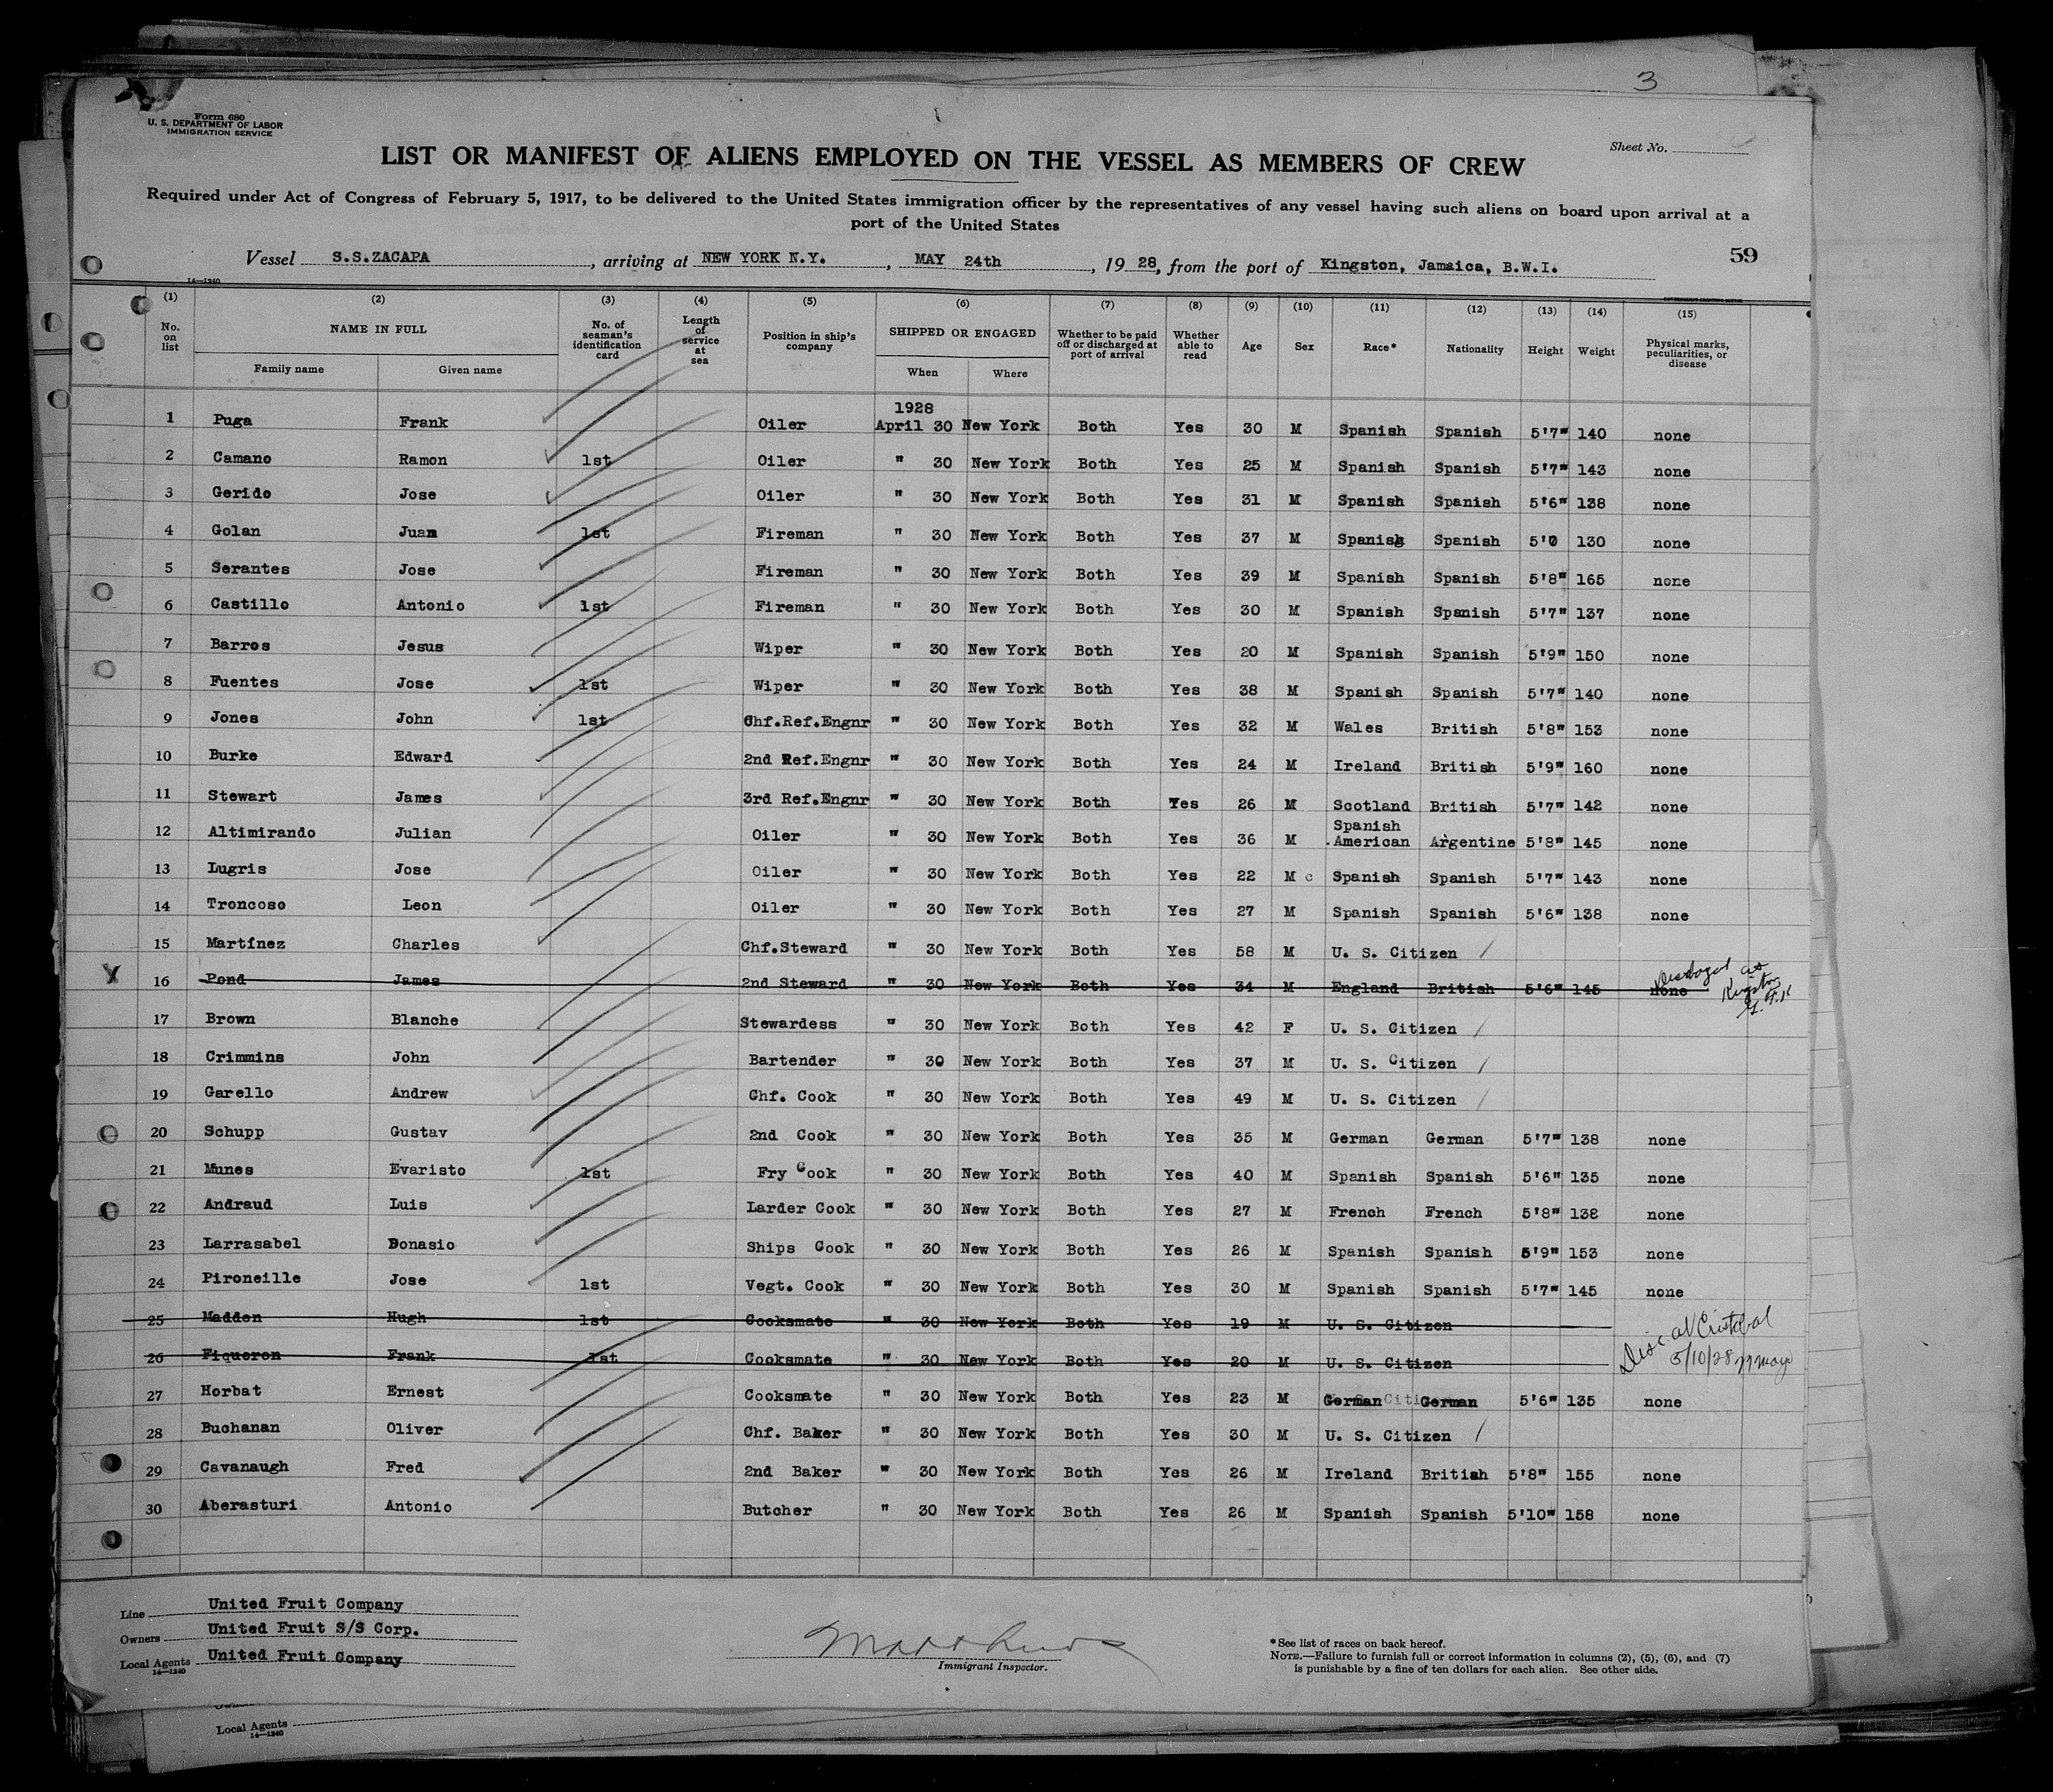 3
Form 680
U. S. DEPARTMENT OF LABOR
IMMIGRATION SERVICE
Sheet No.
LIST OR MANIFEST OF ALIENS EMPLOYED ON THE VESSEL AS MEMBERS OF CREW
Required under Act of Congress of February 5, 1917, to be delivered to the United States immigration officer by the representatives of any vessel having such aliens on board upon arrival at a
port of the United States
59
Vessel S.S.ZACAPA, arriving at NEW YORK N.Y., MAY 24th, 1928, from the port of Kingston, Jamaica, B.W.I.
14—1240
(1) (2) (3) (4) (5) (6) (7) (8) (9) (10) (11) (12) (13) (14) (15)
No. on list NAME IN FULL No. of seaman's identification card Length of service at sea Position in ship's company SHIPPED OR ENGAGED Whether to be paid off or discharged at port of arrival Whether able to read Age Sex Race* Nationality Height Weight Physical marks, peculiarities, or disease
Family name Given name When Where
1928
1 Puga Frank Oiler April 30 New York Both Yes 30 M Spanish Spanish 5'7" 140 none
2 Camano Ramon 1st Oiler " 30 New York Both Yes 25 M Spanish Spanish 5'7" 143 none
3 Gerido Jose Oiler " 30 New York Both Yes 31 M Spanish Spanish 5'6" 138 none
4 Golan Juan 1st Fireman " 30 New York Both Yes 37 M Spanish Spanish 5'0 130 none
5 Serantes Jose Fireman " 30 New York Both Yes 39 M Spanish Spanish 5'8" 165 none
6 Castillo Antonio 1st Fireman " 30 New York Both Yes 30 M Spanish Spanish 5'7" 137 none
7 Barros Jesus Wiper " 30 New York Both Yes 20 M Spanish Spanish 5'9" 150 none
8 Fuentes Jose 1st Wiper " 30 New York Both Yes 38 M Spanish Spanish 5'7" 140 none
9 Jones John 1st Chf.Ref.Engnr " 30 New York Both Yes 32 M Wales British 5'8" 153 none
10 Burke Edward 2nd Ref.Engnr " 30 New York Both Yes 24 M Ireland British 5'9" 160 none
11 Stewart James 3rd Ref.Engnr " 30 New York Both Yes 26 M Scotland British 5'7" 142 none
12 Altimirando Julian Oiler " 30 New York Both Yes 36 M Spanish American Argentine 5'8" 145 none
13 Lugris Jose Oiler " 30 New York Both Yes 22 M c Spanish Spanish 5'7" 143 none
14 Troncoso Leon Oiler " 30 New York Both Yes 27 M Spanish Spanish 5'6" 138 none
15 Martinez Charles Chf.Steward " 30 New York Both Yes 58 M U. S. Citizen /
X 16 Pond James 2nd Steward " 30 New York Both Yes 34 M England British 5'6" 145 none at Kingston
17 Brown Blanche Stewardess " 30 New York Both Yes 42 F U. S. Citizen /
18 Crimmins John Bartender " 30 New York Both Yes 37 M U. S. Citizen /
19 Garello Andrew Chf. Cook " 30 New York Both Yes 49 M U. S. Citizen /
20 Schupp Gustav 2nd Cook " 30 New York Both Yes 35 M German German 5'7" 138 none
21 Munes Evaristo 1st Fry Cook " 30 New York Both Yes 40 M Spanish Spanish 5'6" 135 none
22 Andraud Luis Larder Cook " 30 New York Both Yes 27 M French French 5'8" 138 none
23 Larrasabel Donasio Ships Cook " 30 New York Both Yes 26 M Spanish Spanish 5'9" 153 none
24 Pironeille Jose 1st Vegt. Cook " 30 New York Both Yes 30 M Spanish Spanish 5'7" 145 none
25 Madden Hugh 1st Cooksmate " 30 New York Both Yes 19 M U. S. Citizen
26 Figueron Frank 1st Cooksmate " 30 New York Both Yes 20 M U. S. Citizen
Disc. at Cristobal
5/10/28
27 Horbat Ernest Cooksmate " 30 New York Both Yes 23 M German German 5'6" 135 none
28 Buchanan Oliver Chf. Baker " 30 New York Both Yes 30 M U. S. Citizen /
29 Cavanaugh Fred 2nd Baker " 30 New York Both Yes 26 M Ireland British 5'8" 155 none
30 Aberasturi Antonio Butcher " 30 New York Both Yes 26 M Spanish Spanish 5'10" 158 none
Line United Fruit Company
Owners United Fruit S/S Corp.
Local Agents United Fruit Company
14—1240
Immigrant Inspector.
*See list of races on back hereof.
NOTE.—Failure to furnish full or correct information in columns (2), (5), (6), and (7)
is punishable by a fine of ten dollars for each alien. See other side.
Local Agents
14—1240